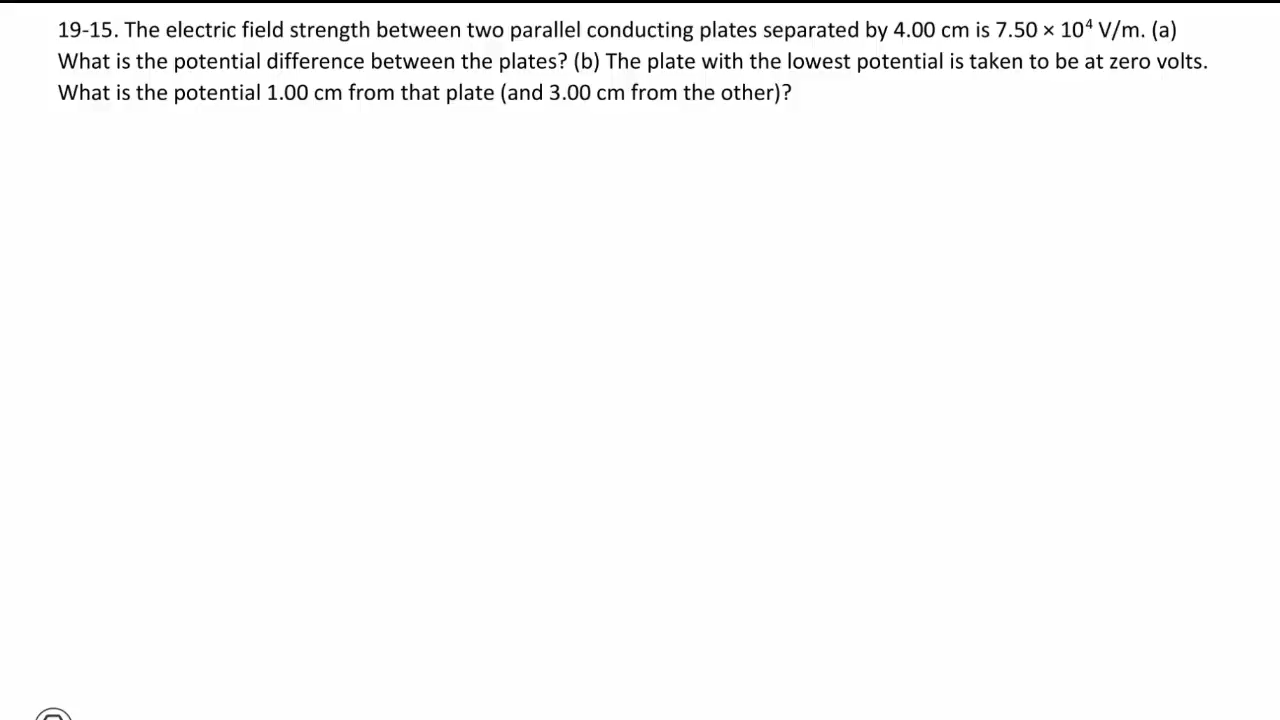 19-15. The electric field strength between two parallel conducting plates separated by 4.00 cm is 7.50 × 10⁴ V/m. (a)
What is the potential difference between the plates? (b) The plate with the lowest potential is taken to be at zero volts.
What is the potential 1.00 cm from that plate (and 3.00 cm from the other)?